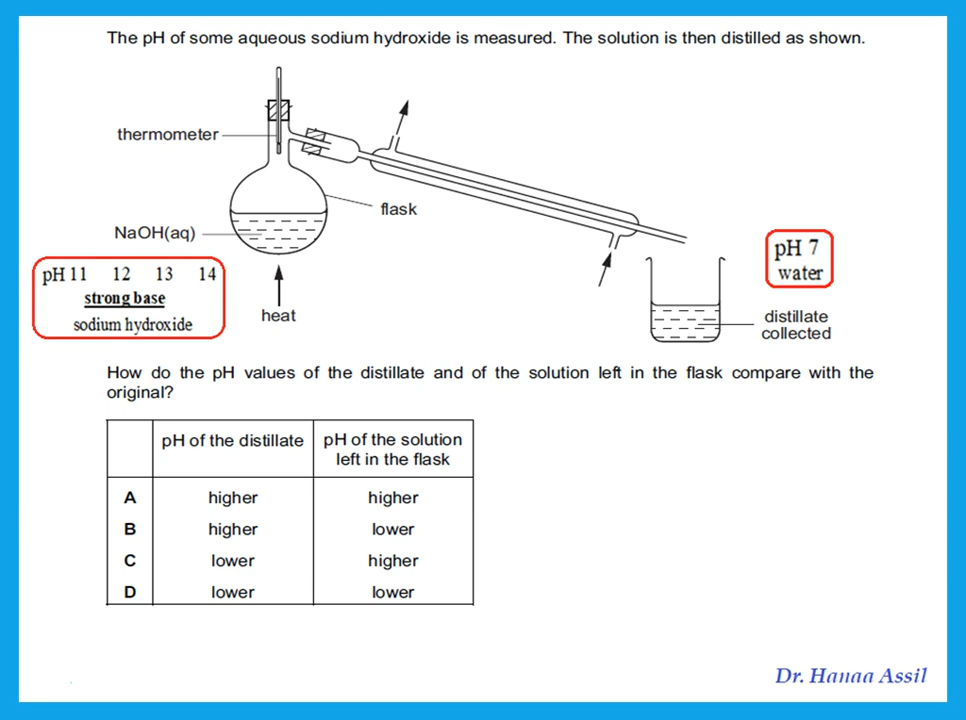 The pH of some aqueous sodium hydroxide is measured. The solution is then distilled as shown.
thermometer
flask
NaOH(aq)
pH 11 12 13 14
strong base
sodium hydroxide
heat
pH 7
water
distillate
collected
How do the pH values of the distillate and of the solution left in the flask compare with the
original?
pH of the distillate
pH of the solution
left in the flask
A higher higher
B higher lower
C lower higher
D lower lower
Dr. Hanaa Assil